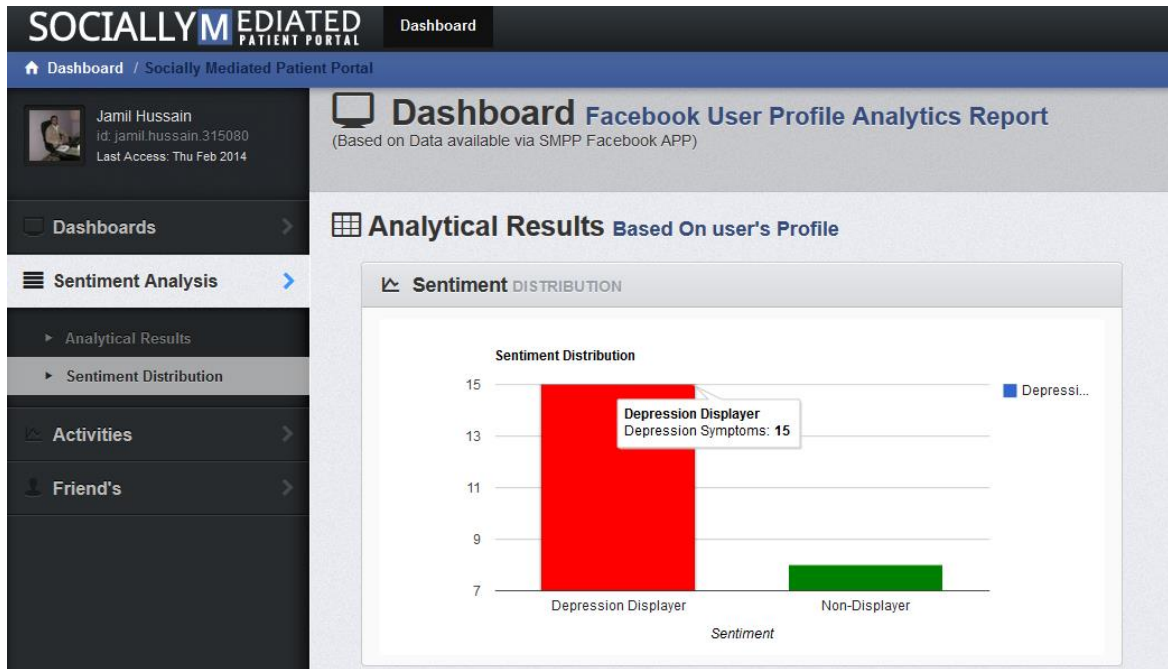 SOCIALLY MEDIATED
PATIENT PORTAL
Dashboard
Dashboard / Socially Mediated Patient Portal
Jamil Hussain
id: jamil.hussain.315080
Last Access: Thu Feb 2014
Dashboards
Sentiment Analysis
Analytical Results
Sentiment Distribution
Activities
Friend's
Dashboard Facebook User Profile Analytics Report
(Based on Data available via SMPP Facebook APP)
Analytical Results Based On user's Profile
Sentiment DISTRIBUTION
Sentiment Distribution
15
13
11
9
7
Depression Displayer
Depression Symptoms: 15
Depressi...
Depression Displayer
Non-Displayer
Sentiment